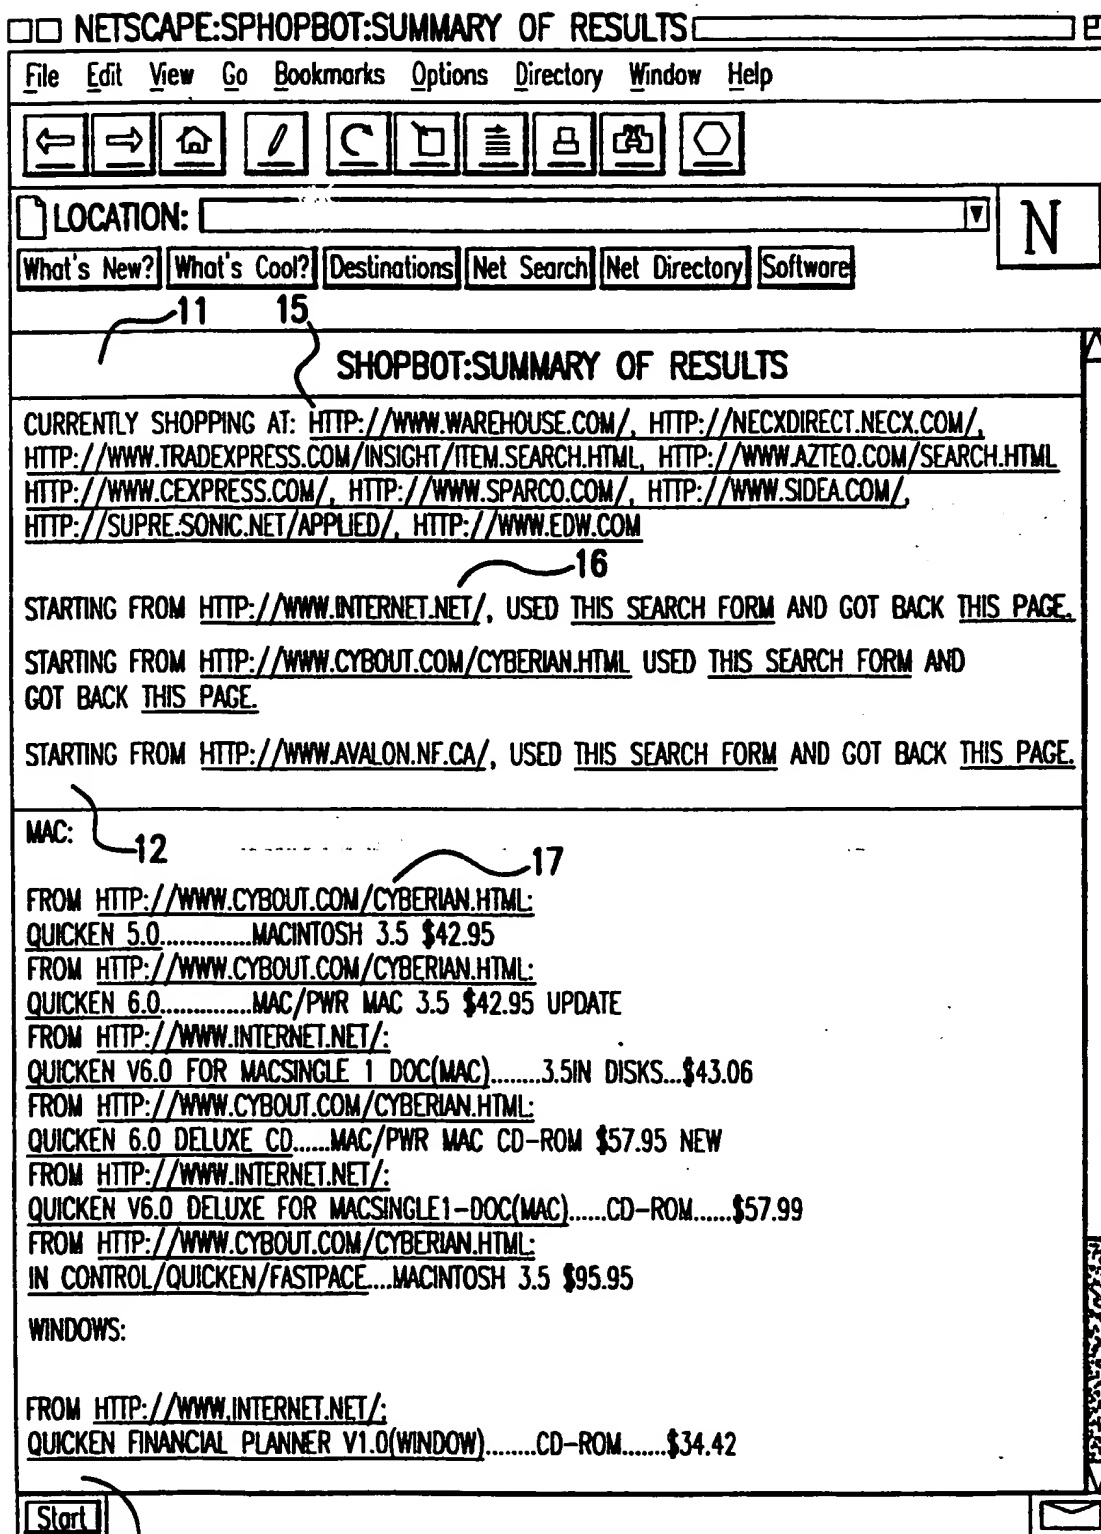 NETSCAPE:SPHOPBOT:SUMMARY OF RESULTS
File Edit View Go Bookmarks Options Directory Window Help
LOCATION:
N
What's New? What's Cool? Destinations Net Search Net Directory Software
11 15
SHOPBOT:SUMMARY OF RESULTS
CURRENTLY SHOPPING AT: HTTP://WWW.WAREHOUSE.COM/, HTTP://NECXDIRECT.NECX.COM/,
HTTP://WWW.TRADEXPRESS.COM/INSIGHT/ITEM.SEARCH.HTML, HTTP://WWW.AZTEQ.COM/SEARCH.HTML
HTTP://WWW.CEXPRESS.COM/, HTTP://WWW.SPARCO.COM/, HTTP://WWW.SIDEA.COM/,
HTTP://SUPRE.SONIC.NET/APPLIED/, HTTP://WWW.EDW.COM
16
STARTING FROM HTTP://WWW.INTERNET.NET/, USED THIS SEARCH FORM AND GOT BACK THIS PAGE.
STARTING FROM HTTP://WWW.CYBOUT.COM/CYBERIAN.HTML USED THIS SEARCH FORM AND
GOT BACK THIS PAGE.
STARTING FROM HTTP://WWW.AVALON.NF.CA/, USED THIS SEARCH FORM AND GOT BACK THIS PAGE.
MAC:
12 17
FROM HTTP://WWW.CYBOUT.COM/CYBERIAN.HTML:
QUICKEN 5.0..............MACINTOSH 3.5 $42.95
FROM HTTP://WWW.CYBOUT.COM/CYBERIAN.HTML:
QUICKEN 6.0..............MAC/PWR MAC 3.5 $42.95 UPDATE
FROM HTTP://WWW.INTERNET.NET/:
QUICKEN V6.0 FOR MACSINGLE 1 DOC(MAC)........3.5IN DISKS...$43.06
FROM HTTP://WWW.CYBOUT.COM/CYBERIAN.HTML:
QUICKEN 6.0 DELUXE CD......MAC/PWR MAC CD-ROM $57.95 NEW
FROM HTTP://WWW.INTERNET.NET/:
QUICKEN V6.0 DELUXE FOR MACSINGLE1-DOC(MAC)......CD-ROM......$57.99
FROM HTTP://WWW.CYBOUT.COM/CYBERIAN.HTML:
IN CONTROL/QUICKEN/FASTPACE....MACINTOSH 3.5 $95.95
WINDOWS:
FROM HTTP://WWW.INTERNET.NET/:
QUICKEN FINANCIAL PLANNER V1.0(WINDOW)........CD-ROM.......$34.42
Start